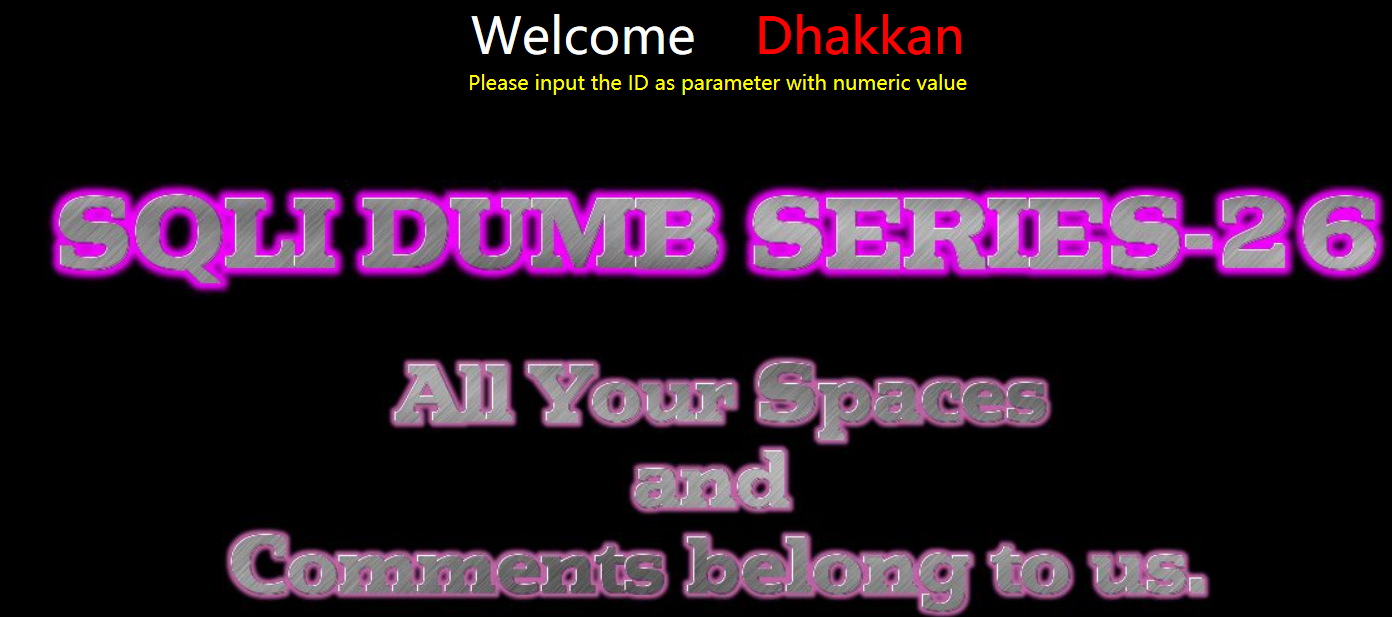 Welcome Dhakkan
Please input the ID as parameter with numeric value
SQLI DUMB SERIES-26
All Your Spaces
and
Comments belong to us.